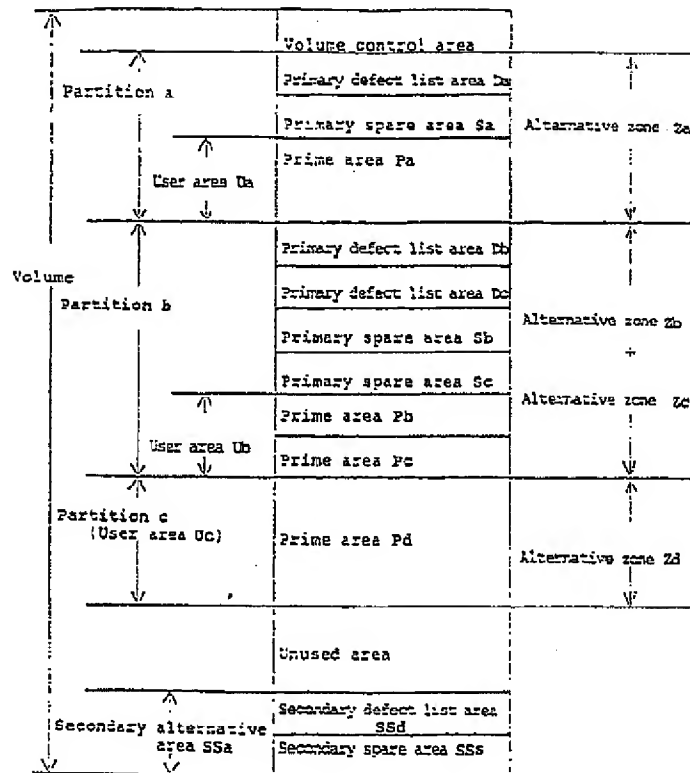 Volume control area
Partition a
Primary defect list area Da
Primary spare area Sa
Alternative zone Za
Prime area Pa
User area Ua
Primary defect list area Db
Volume
Partition b
Primary defect list area Dc
Alternative zone Zb
Primary spare area Sb
+
Primary spare area Sc
Alternative zone Zc
Prime area Pb
User area Ub
Prime area Pc
Partition c
(User area Uc)
Prime area Pd
Alternative zone Zd
Unused area
Secondary alternative
area SSa
Secondary defect list area
SSd
Secondary spare area SSs